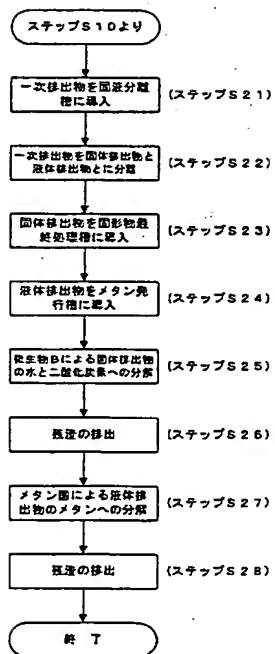 ステップS10より
一次排出物を固液分離
槽に導入
(ステップS21)
一次排出物を固体排出物と
液体排出物とに分離
(ステップS22)
固体排出物を固形物最
終処理槽に導入
(ステップS23)
液体排出物をメタン発
行槽に導入
(ステップS24)
微生物Bによる固体排出物
の水と二酸化炭素への分解
(ステップS25)
残渣の排出
(ステップS26)
メタン菌による液体排
出物のメタンへの分解
(ステップS27)
残渣の排出
(ステップS28)
終了